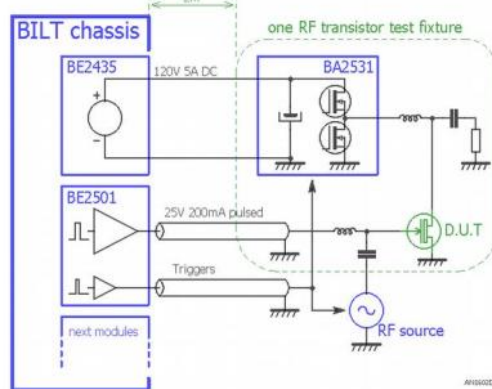 one RF transistor test fixture
BILT chassis
BE2435
120V 5A DC
BA2531
BE2501
25V 200mA pulsed
D.U.T
Triggers
RF source
next modules